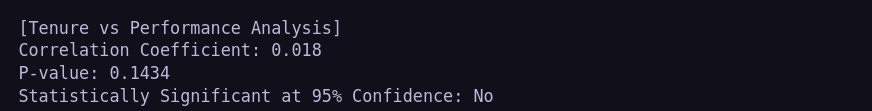 [Tenure vs Performance Analysis]
Correlation Coefficient: 0.018
P-value: 0.1434
Statistically Significant at 95% Confidence: No